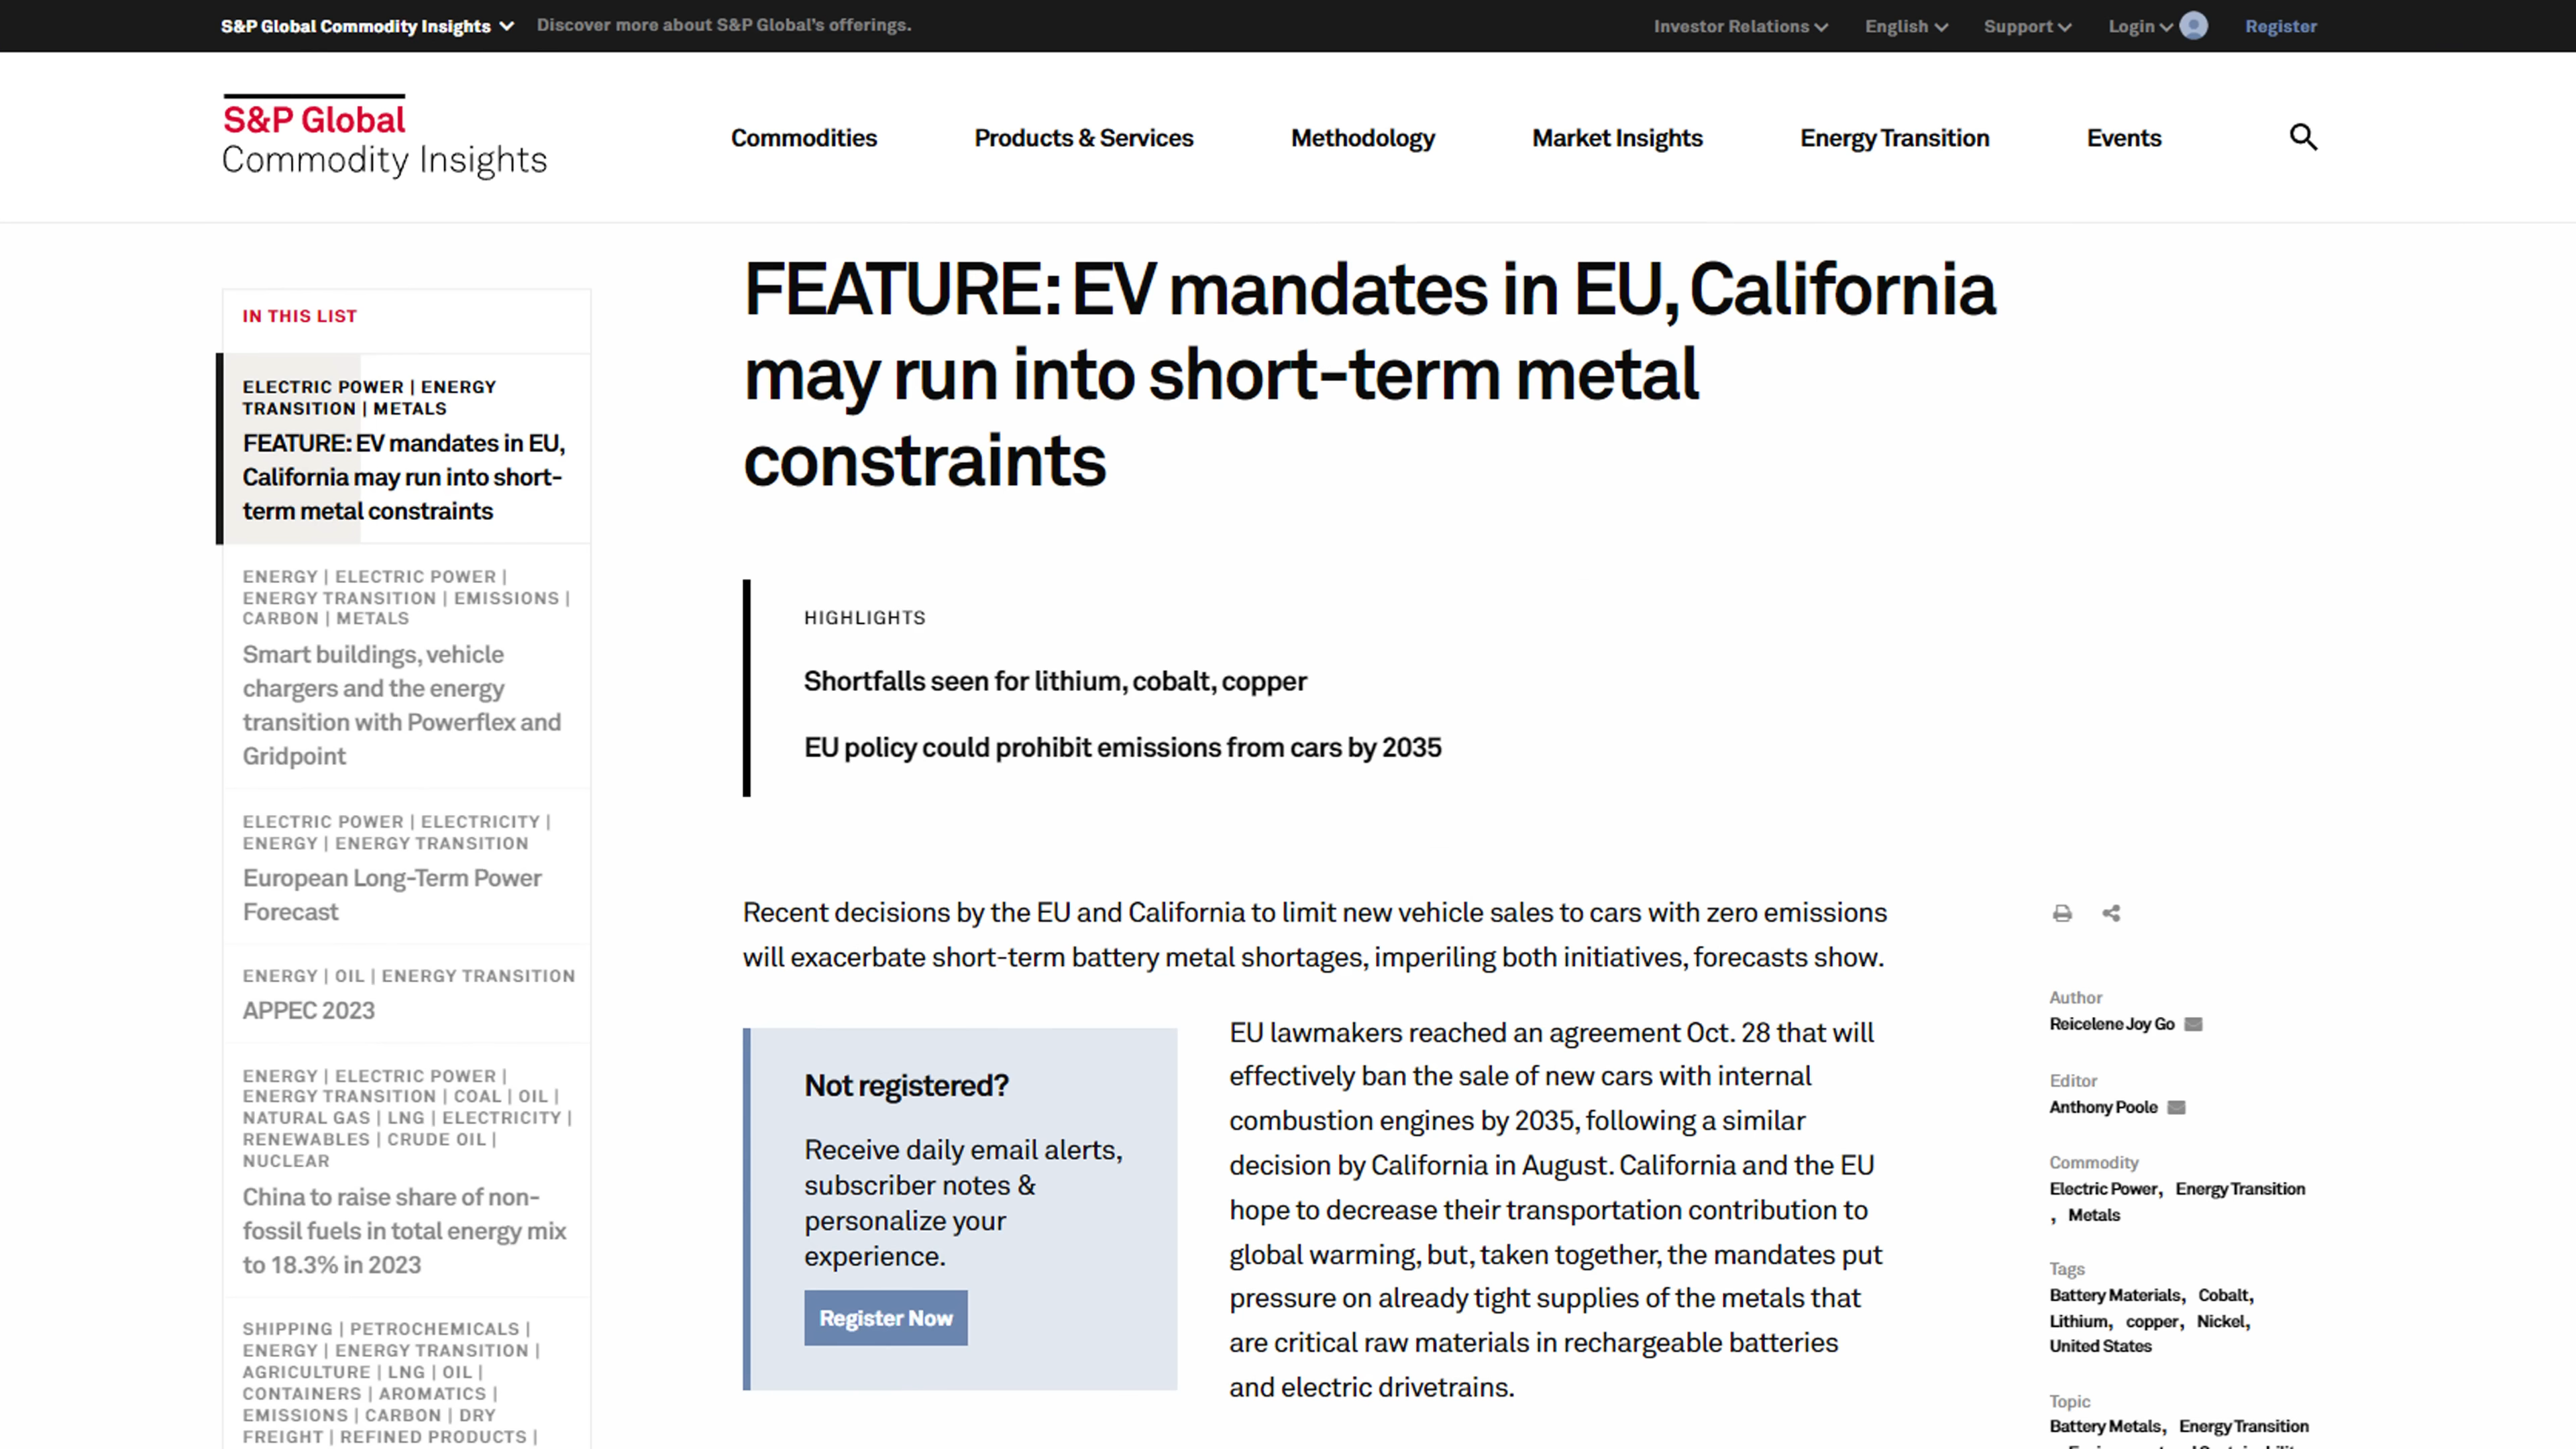 S&P Global Commodity Insights
Discover more about S&P Global's offerings.
Investor Relations
English
Support
Login
Register
S&P Global
Commodity Insights
Commodities
Products & Services
Methodology
Market Insights
Energy Transition
Events
IN THIS LIST
ELECTRIC POWER | ENERGY
TRANSITION | METALS
FEATURE: EV mandates in EU,
California may run into short-
term metal constraints
ENERGY | ELECTRIC POWER |
ENERGY TRANSITION | EMISSIONS |
CARBON | METALS
Smart buildings, vehicle
chargers and the energy
transition with Powerflex and
Gridpoint
ELECTRIC POWER | ELECTRICITY |
ENERGY | ENERGY TRANSITION
European Long-Term Power
Forecast
ENERGY | OIL | ENERGY TRANSITION
APPEC 2023
ENERGY | ELECTRIC POWER |
ENERGY TRANSITION | COAL | OIL |
NATURAL GAS | LNG | ELECTRICITY |
RENEWABLES | CRUDE OIL |
NUCLEAR
China to raise share of non-
fossil fuels in total energy mix
to 18.3% in 2023
SHIPPING | PETROCHEMICALS |
ENERGY | ENERGY TRANSITION |
AGRICULTURE | LNG | OIL |
CONTAINERS | AROMATICS |
EMISSIONS | CARBON | DRY
FREIGHT | REFINED PRODUCTS |
FEATURE: EV mandates in EU, California
may run into short-term metal
constraints
HIGHLIGHTS
Shortfalls seen for lithium, cobalt, copper
EU policy could prohibit emissions from cars by 2035
Recent decisions by the EU and California to limit new vehicle sales to cars with zero emissions
will exacerbate short-term battery metal shortages, imperiling both initiatives, forecasts show.
Not registered?
Receive daily email alerts,
subscriber notes &
personalize your
experience.
Register Now
EU lawmakers reached an agreement Oct. 28 that will
effectively ban the sale of new cars with internal
combustion engines by 2035, following a similar
decision by California in August. California and the EU
hope to decrease their transportation contribution to
global warming, but, taken together, the mandates put
pressure on already tight supplies of the metals that
are critical raw materials in rechargeable batteries
and electric drivetrains.
Author
Reicelene Joy Go
Editor
Anthony Poole
Commodity
Electric Power, Energy Transition
, Metals
Tags
Battery Materials, Cobalt,
Lithium, copper, Nickel,
United States
Topic
Battery Metals, Energy Transition